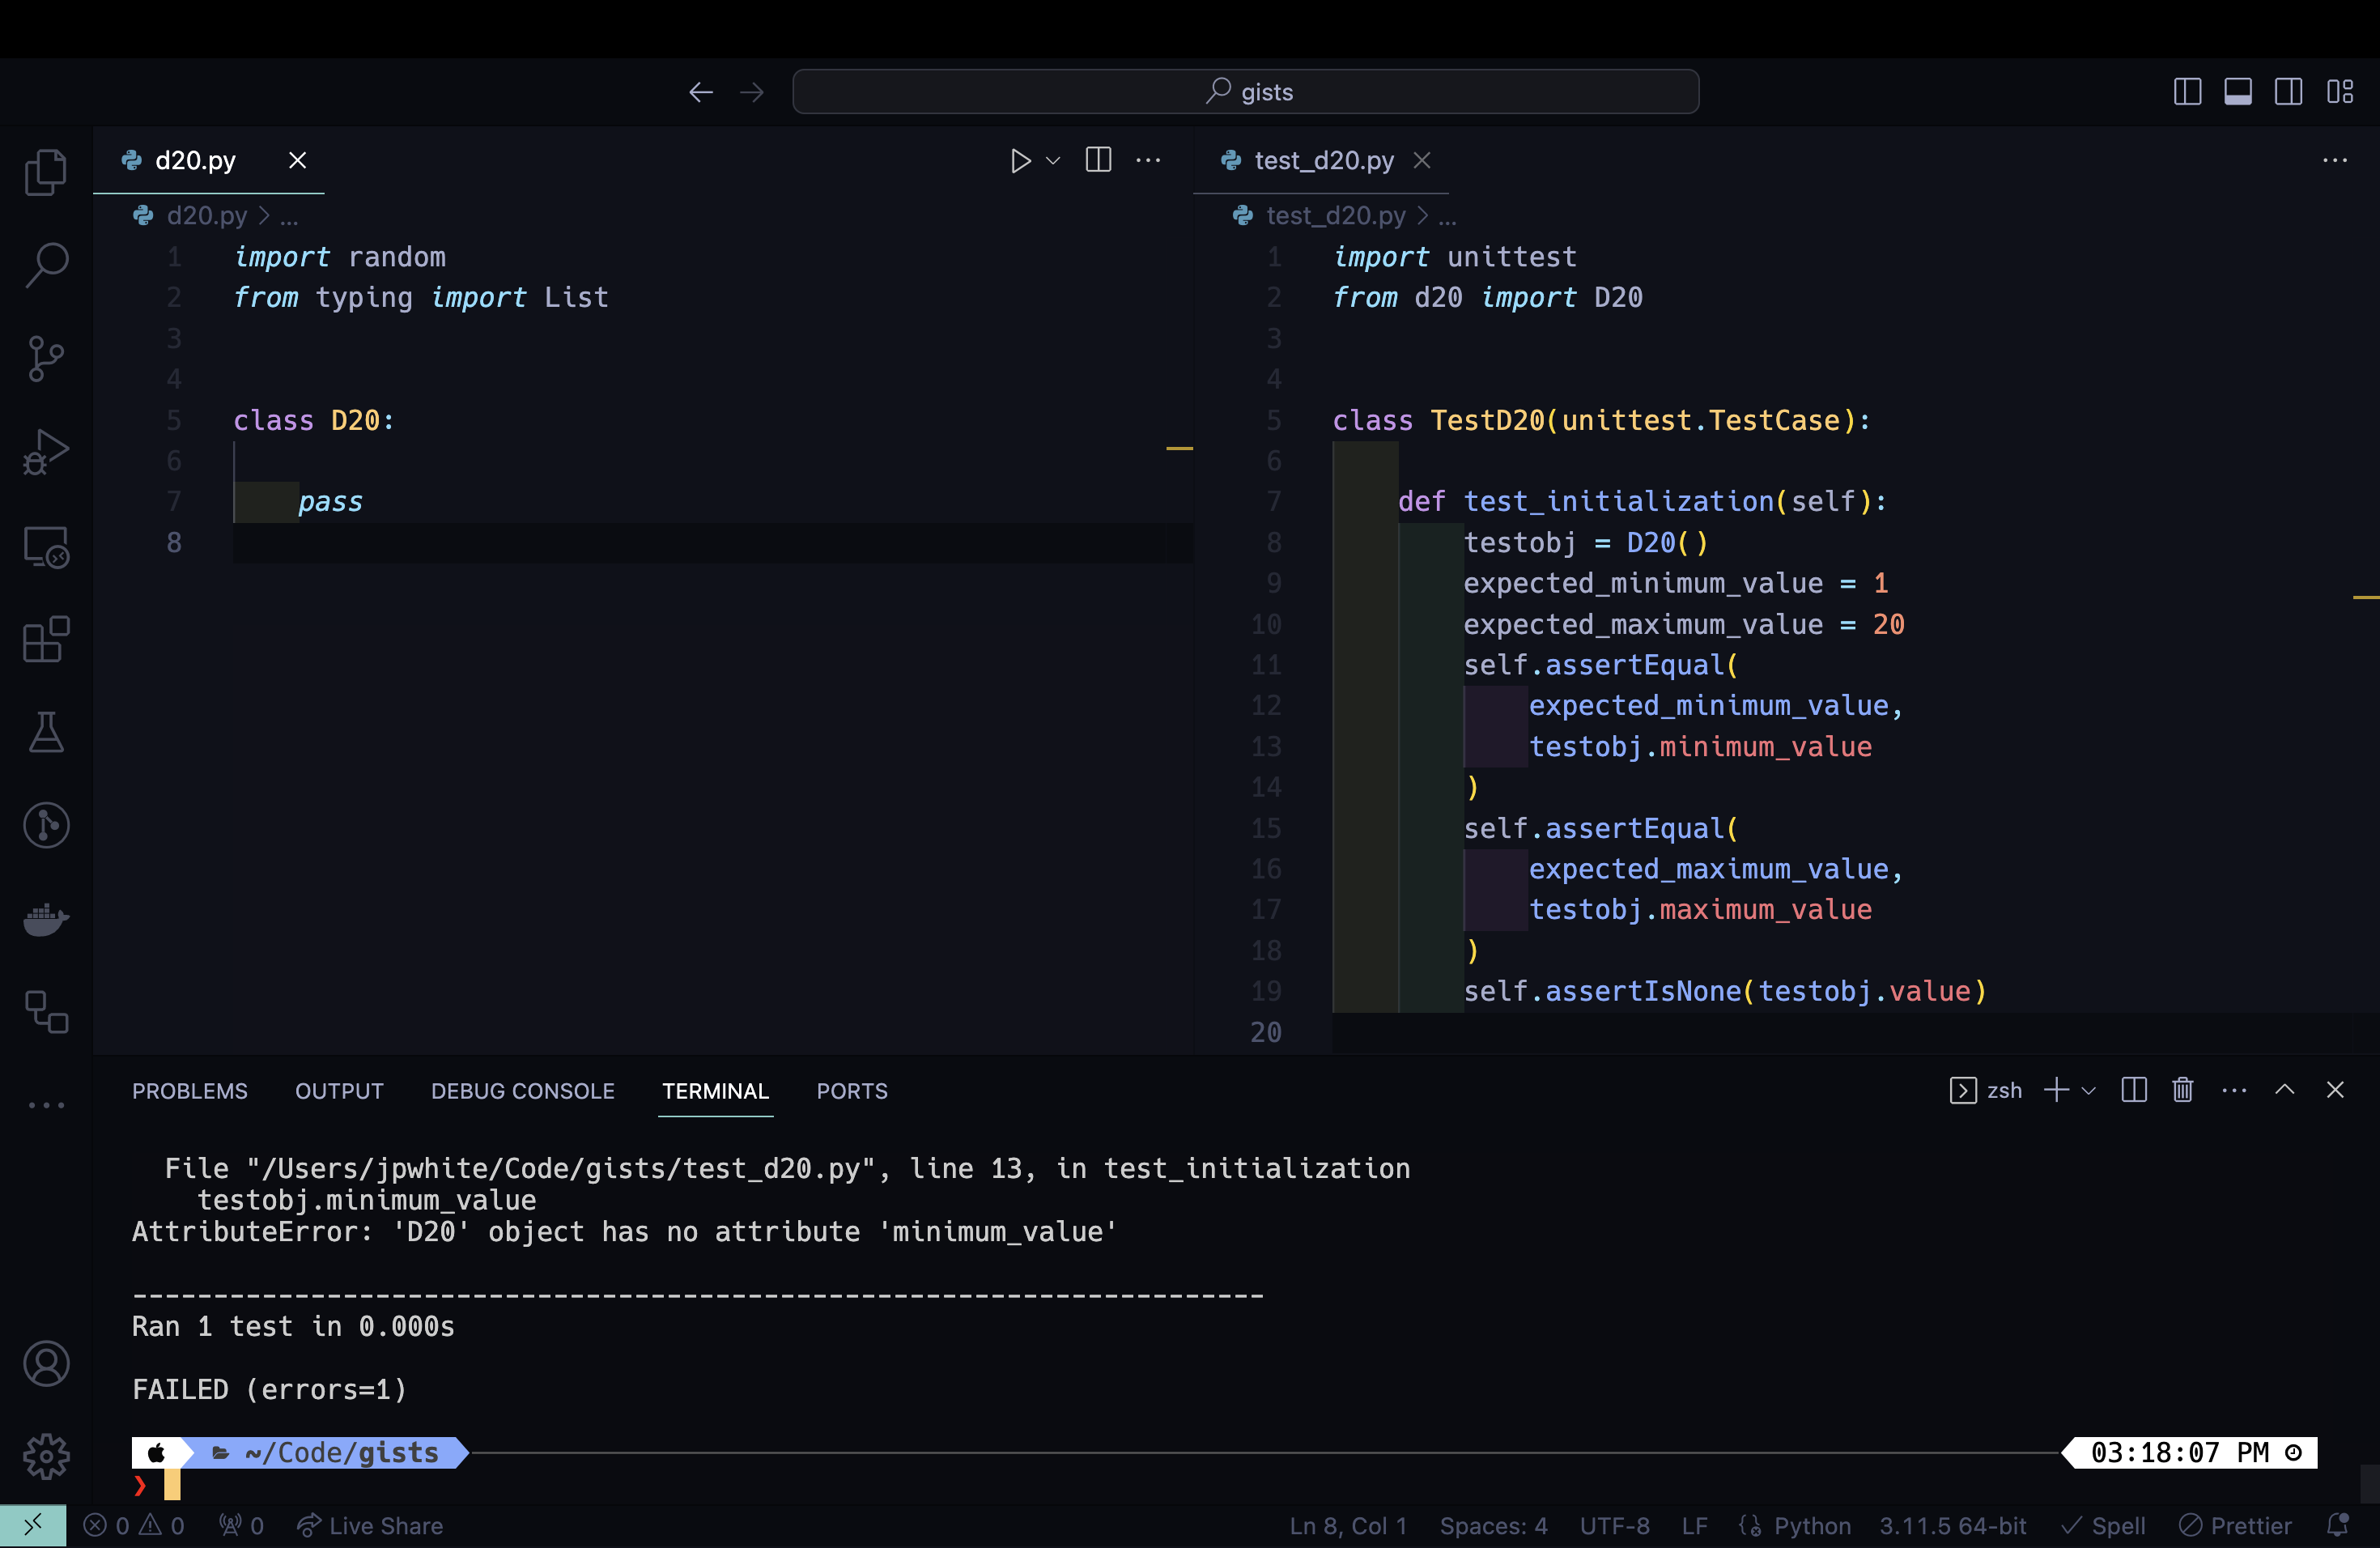 gists
d20.py
d20.py > ...
1 import random
2 from typing import List
3
4
5 class D20:
6
7     pass
8
test_d20.py
test_d20.py > ...
1 import unittest
2 from d20 import D20
3
4
5 class TestD20(unittest.TestCase):
6
7     def test_initialization(self):
8         testobj = D20()
9         expected_minimum_value = 1
10         expected_maximum_value = 20
11         self.assertEqual(
12             expected_minimum_value,
13             testobj.minimum_value
14         )
15         self.assertEqual(
16             expected_maximum_value,
17             testobj.maximum_value
18         )
19         self.assertIsNone(testobj.value)
20
PROBLEMS OUTPUT DEBUG CONSOLE TERMINAL PORTS zsh
  File "/Users/jpwhite/Code/gists/test_d20.py", line 13, in test_initialization
    testobj.minimum_value
AttributeError: 'D20' object has no attribute 'minimum_value'
----------------------------------------------------------------------
Ran 1 test in 0.000s
FAILED (errors=1)
~/Code/gists 03:18:07 PM
❯
0 0 0 Live Share Ln 8, Col 1 Spaces: 4 UTF-8 LF Python 3.11.5 64-bit Spell Prettier